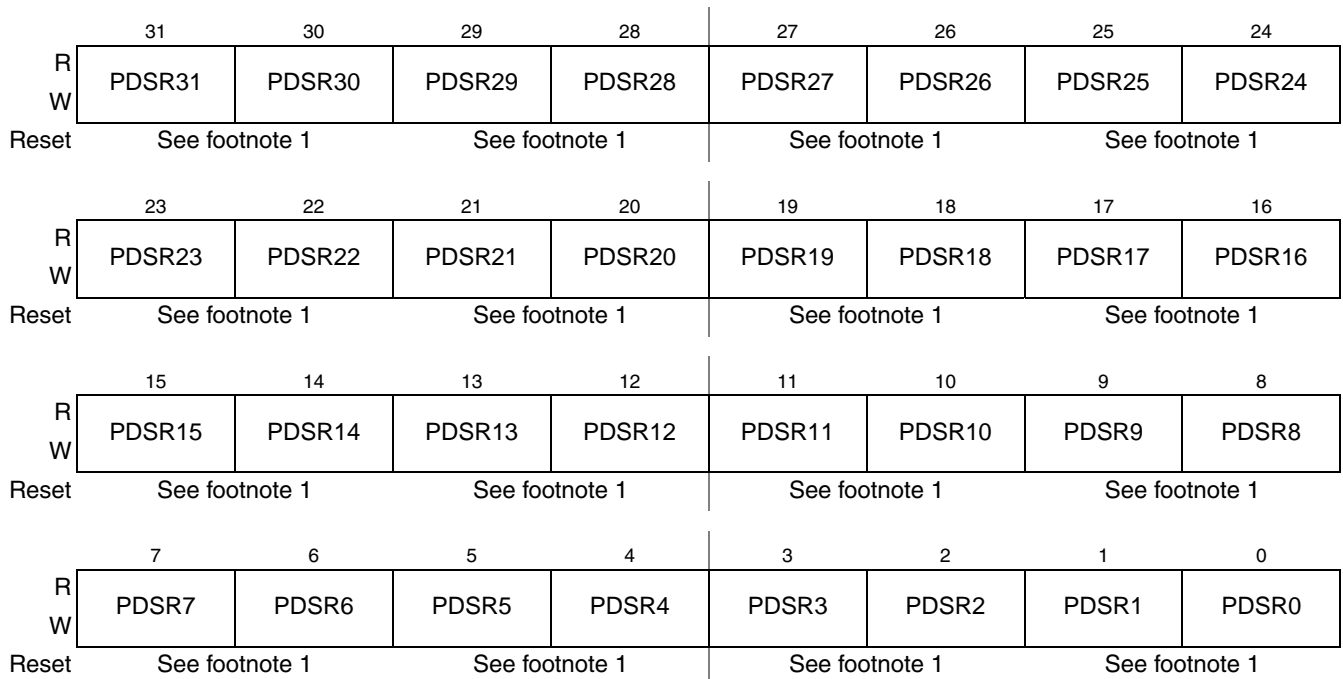 31 30 29 28 27 26 25 24
R
W
PDSR31 PDSR30 PDSR29 PDSR28 PDSR27 PDSR26 PDSR25 PDSR24
Reset See footnote 1 See footnote 1 See footnote 1 See footnote 1
23 22 21 20 19 18 17 16
R
W
PDSR23 PDSR22 PDSR21 PDSR20 PDSR19 PDSR18 PDSR17 PDSR16
Reset See footnote 1 See footnote 1 See footnote 1 See footnote 1
15 14 13 12 11 10 9 8
R
W
PDSR15 PDSR14 PDSR13 PDSR12 PDSR11 PDSR10 PDSR9 PDSR8
Reset See footnote 1 See footnote 1 See footnote 1 See footnote 1
7 6 5 4 3 2 1 0
R
W
PDSR7 PDSR6 PDSR5 PDSR4 PDSR3 PDSR2 PDSR1 PDSR0
Reset See footnote 1 See footnote 1 See footnote 1 See footnote 1